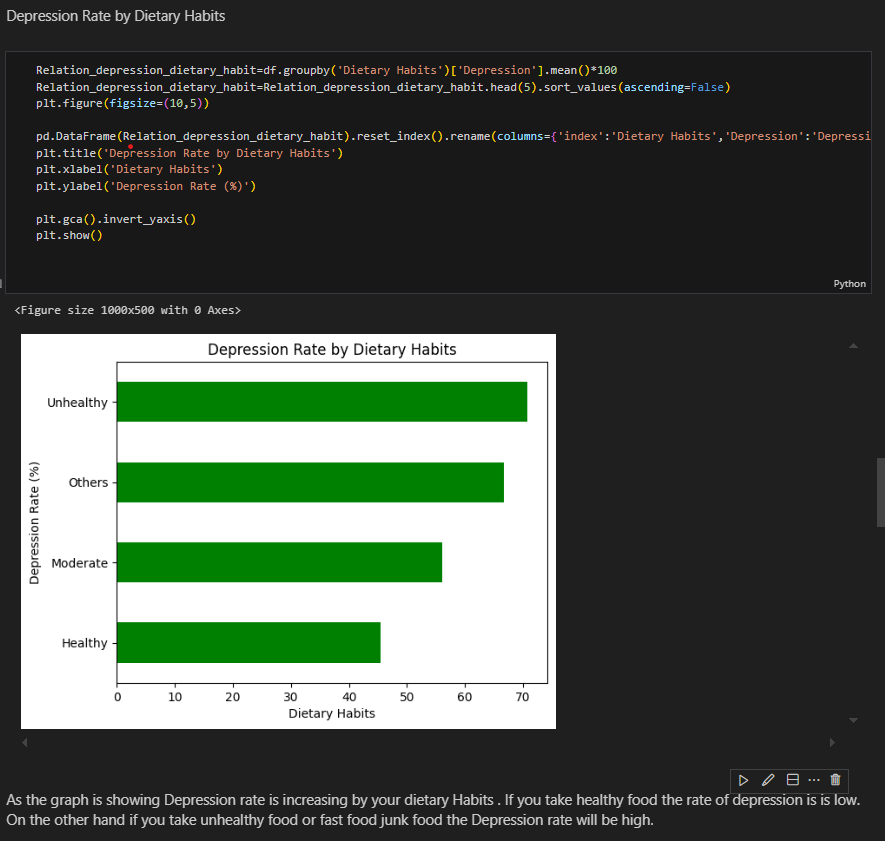 Depression Rate by Dietary Habits
Relation_depression_dietary_habit=df.groupby('Dietary Habits')['Depression'].mean()*100
Relation_depression_dietary_habit=Relation_depression_dietary_habit.head(5).sort_values(ascending=False)
plt.figure(figsize=(10,5))
pd.DataFrame(Relation_depression_dietary_habit).reset_index().rename(columns={'index':'Dietary Habits','Depression':'Depressi
plt.title('Depression Rate by Dietary Habits')
plt.xlabel('Dietary Habits')
plt.ylabel('Depression Rate (%)')
plt.gca().invert_yaxis()
plt.show()
Python
<Figure size 1000x500 with 0 Axes>
Depression Rate by Dietary Habits
Depression Rate (%)
Unhealthy
Others
Moderate
Healthy
0 10 20 30 40 50 60 70
Dietary Habits
As the graph is showing Depression rate is increasing by your dietary Habits . If you take healthy food the rate of depression is is low.
On the other hand if you take unhealthy food or fast food junk food the Depression rate will be high.